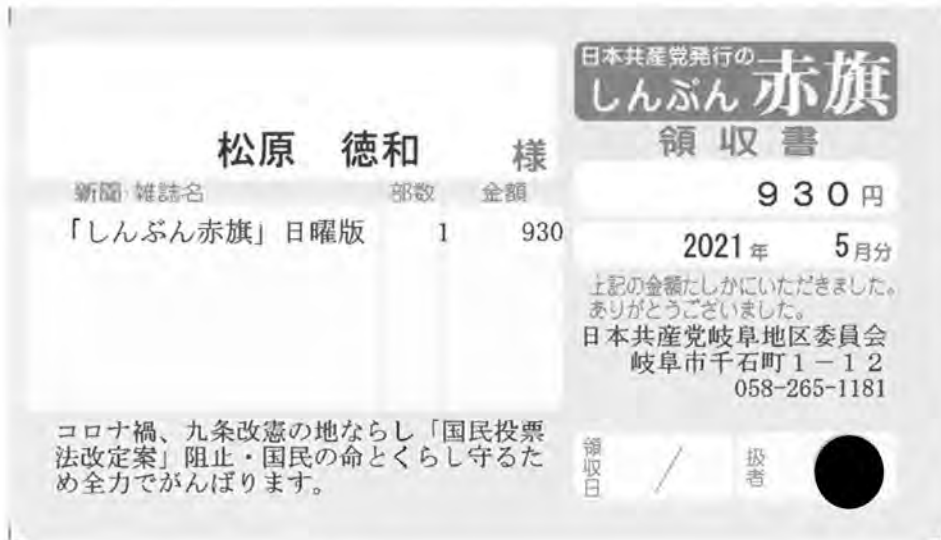 松原　徳和　様
新聞・雑誌名　部数　金額
「しんぶん赤旗」日曜版　1　930
コロナ禍、九条改憲の地ならし「国民投票
法改定案」阻止・国民の命とくらし守るた
め全力でがんばります。
日本共産党発行の
しんぶん赤旗
領収書
９３０円
2021年　5月分
上記の金額たしかにいただきました。
ありがとうございました。
日本共産党岐阜地区委員会
岐阜市千石町１－１２
058-265-1181
領収日　／　扱者